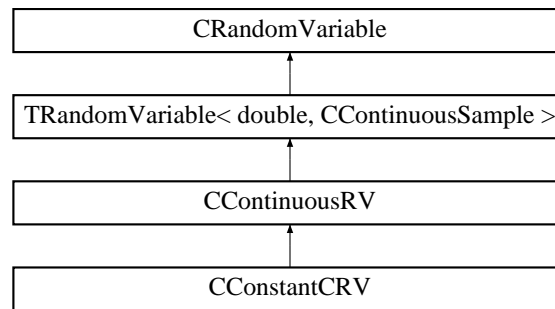 CRandomVariable
TRandomVariable< double, CContinuousSample >
CContinuousRV
CConstantCRV